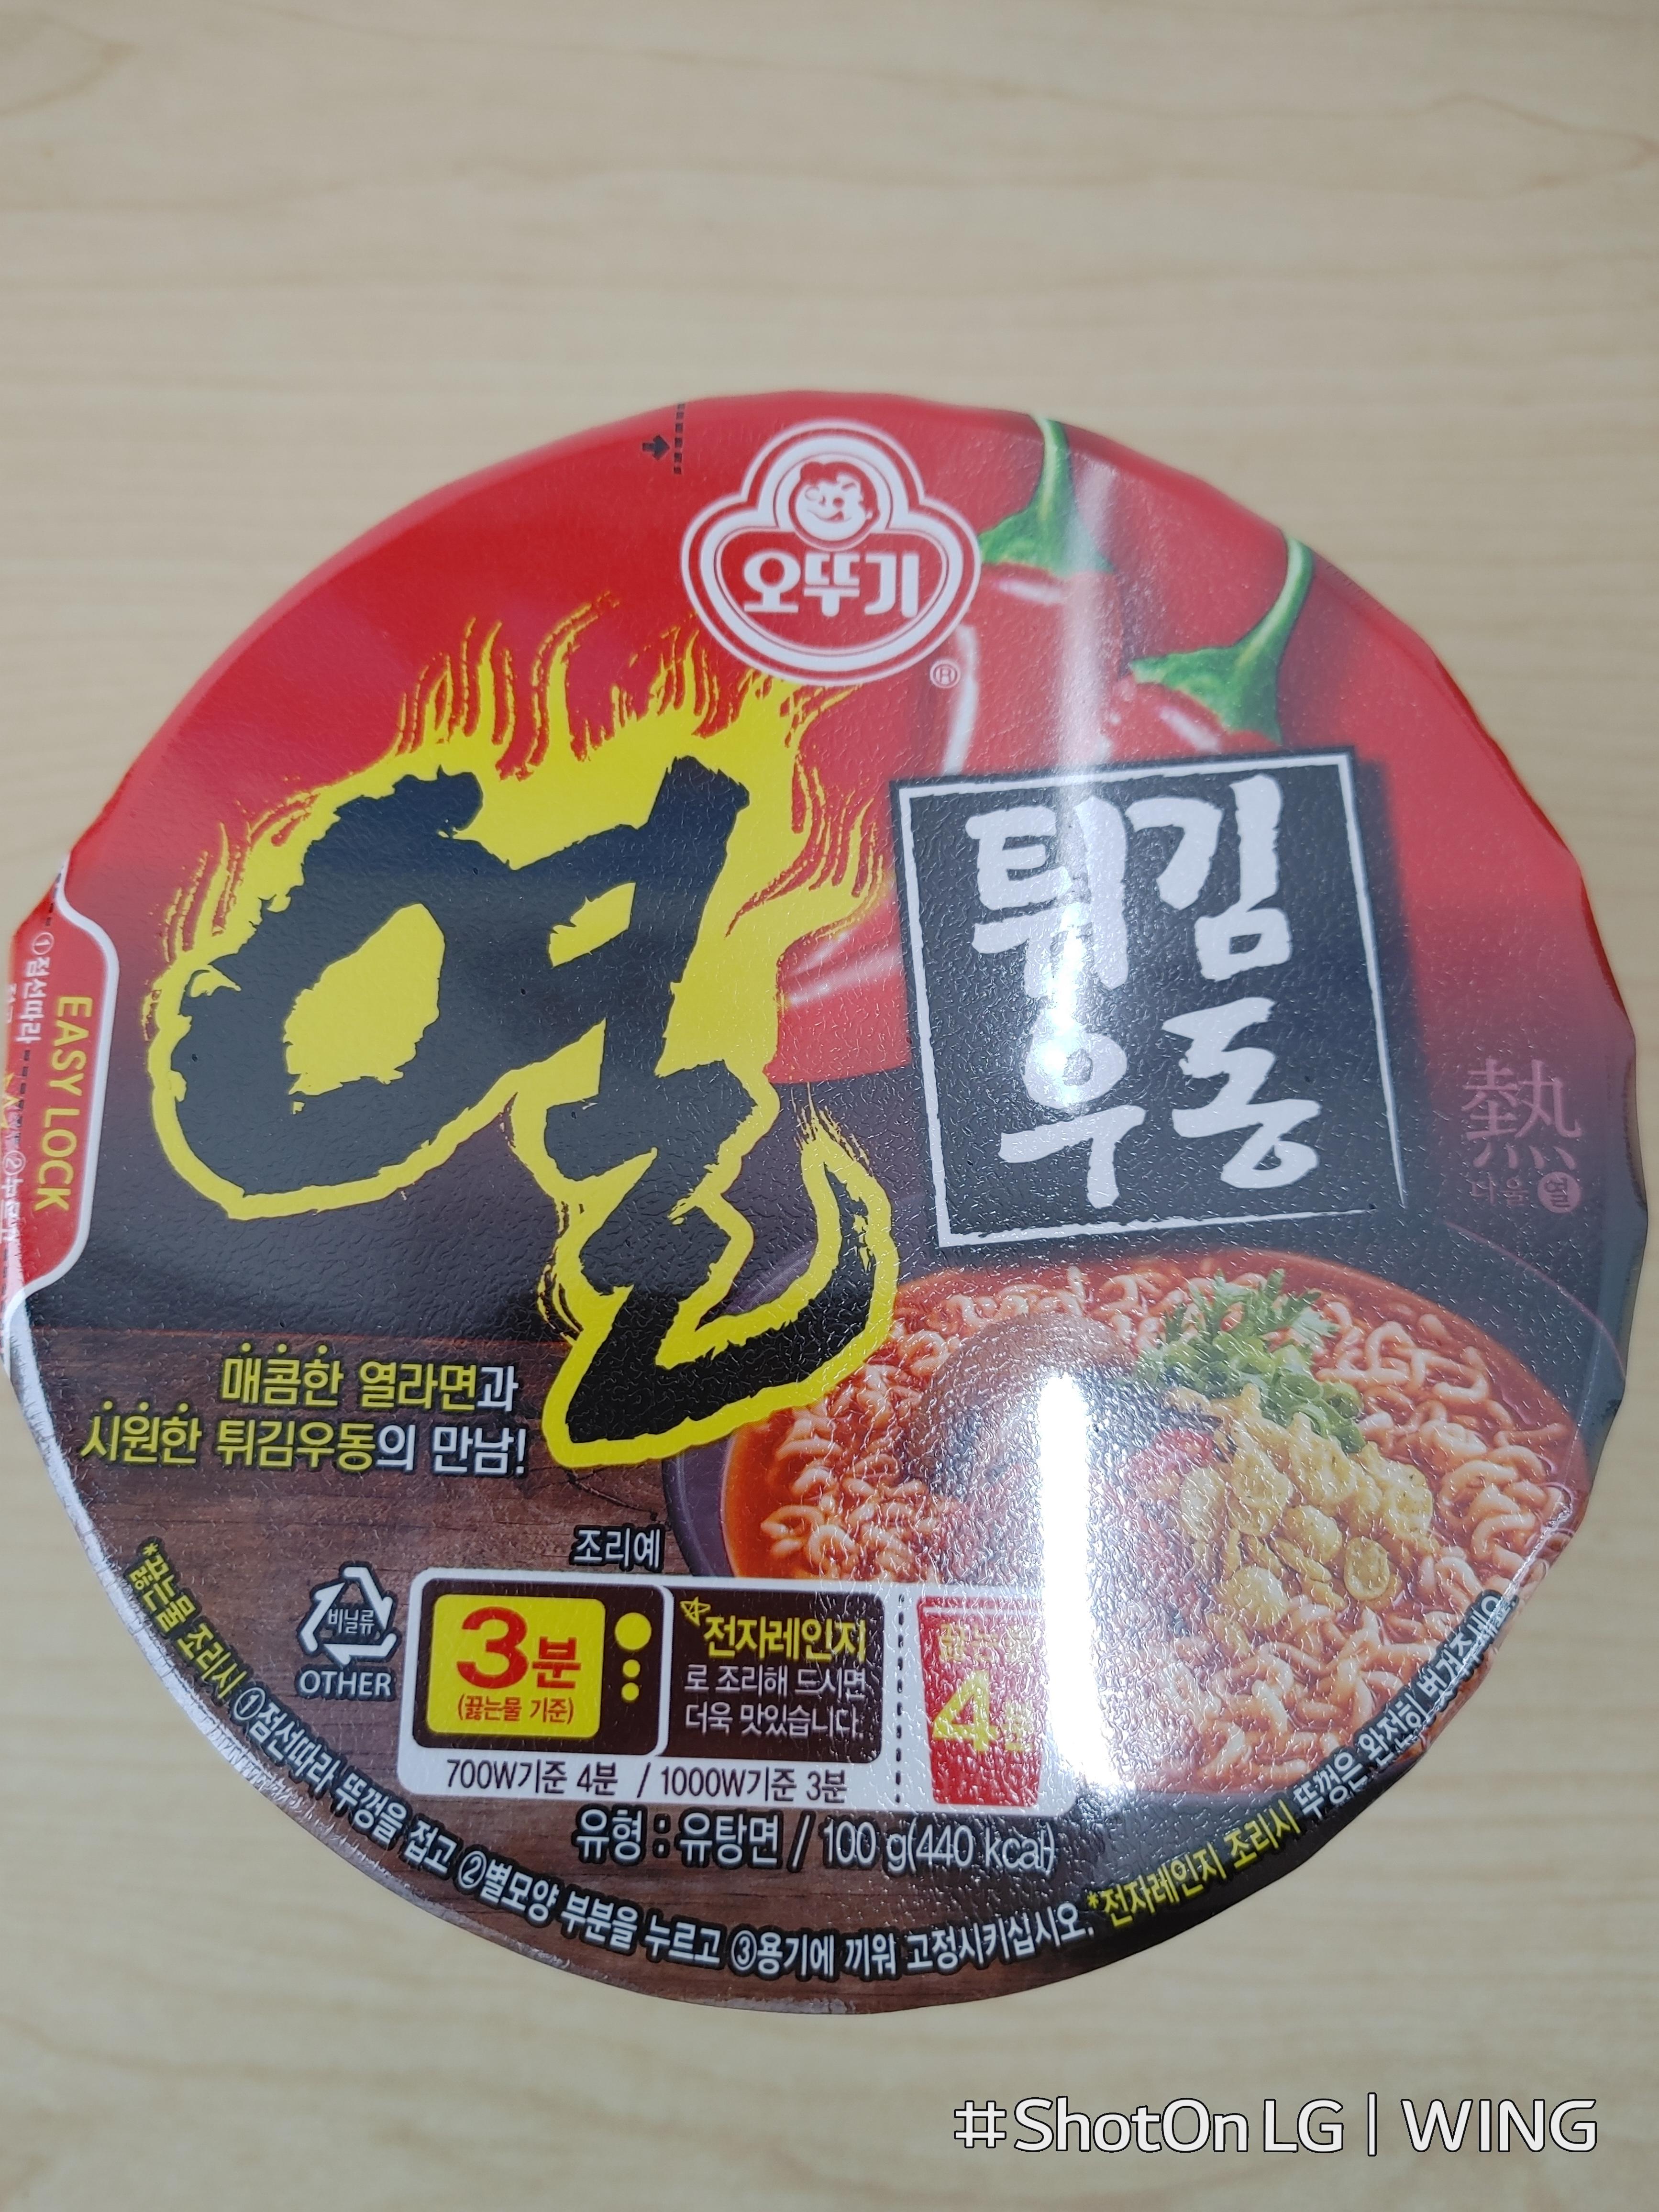 오뚜기
®
열
튀김
우동
熱
더울 열
EASY LOCK
①점선따라
매콤한 열라면과
시원한 튀김우동의 만남!
조리예
비닐류
OTHER
3분
(끓는물 기준)
전자레인지
로 조리해 드시면
더욱 맛있습니다.
끓는물
4분
700W기준 4분 / 1000W기준 3분
유형 : 유탕면 / 100 g(440 kcal)
*끓는물 조리시 ①점선따라 뚜껑을 접고 ②별모양 부분을 누르고 ③용기에 끼워 고정시키십시오. *전자레인지 조리시 뚜껑은 완전히 벗겨주세요.
#ShotOn LG | WING